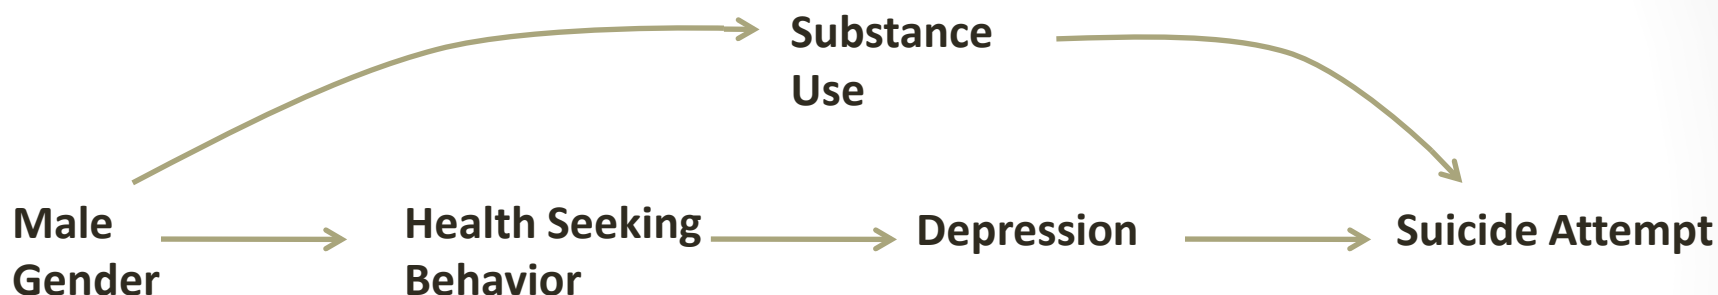 Substance
Use
Male
Gender
Health Seeking
Behavior
Depression
Suicide Attempt